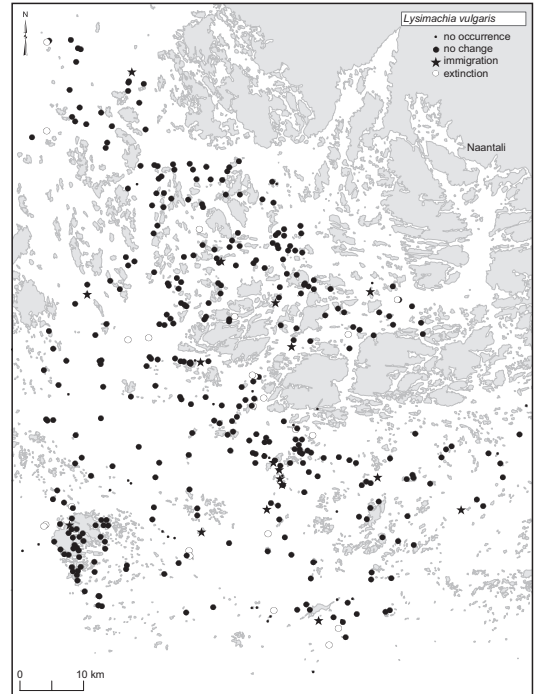 N
Lysimachia vulgaris
no occurrence
no change
immigration
extinction
Naantali
0 10 km